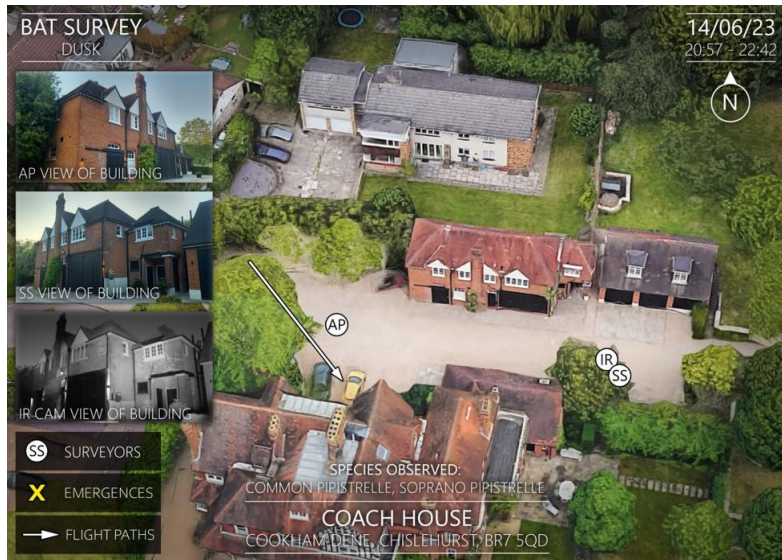 BAT SURVEY
DUSK
14/06/23
20:57 - 22:42
N
AP VIEW OF BUILDING
SS VIEW OF BUILDING
IR CAM VIEW OF BUILDING
AP
IR
SS
SS SURVEYORS
X EMERGENCES
FLIGHT PATHS
SPECIES OBSERVED:
COMMON PIPISTRELLE, SOPRANO PIPISTRELLE
COACH HOUSE
COOKHAM DENE, CHISLEHURST, BR7 5QD